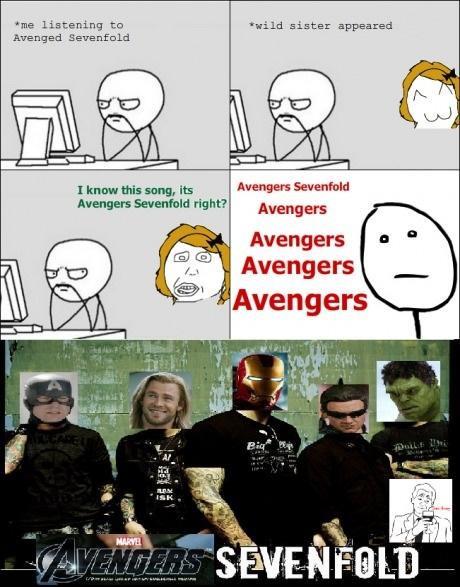 *me listening to
Avenged Sevenfold
*wild sister appeared
I know this song, its
Avengers Sevenfold right?
Avengers Sevenfold
Avengers
Avengers
Avengers
Avengers
Big
MARVEL
AVENGERS SEVENFOLD